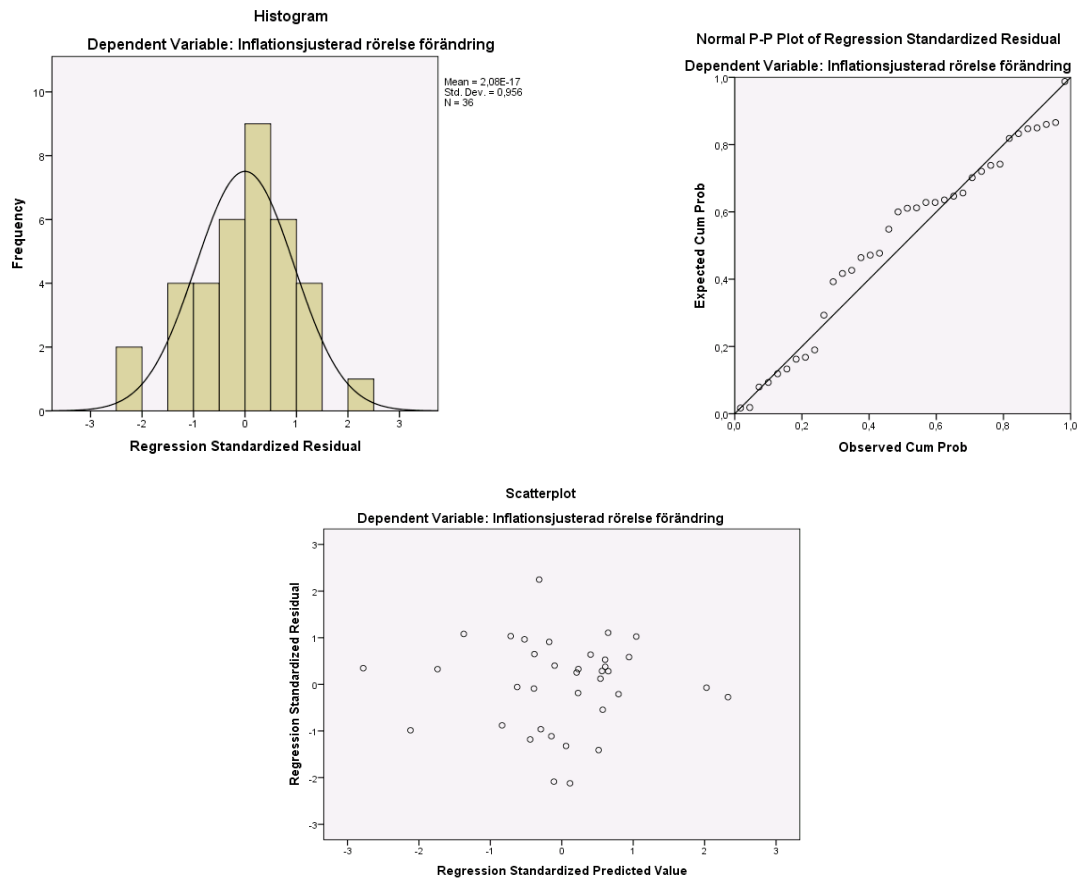 Histogram
Dependent Variable: Inflationsjusterad rörelse förändring
Mean = 2,08E-17
Std. Dev. = 0,956
N = 36
Frequency
10
8
6
4
2
0
-3 -2 -1 0 1 2 3
Regression Standardized Residual
Normal P-P Plot of Regression Standardized Residual
Dependent Variable: Inflationsjusterad rörelse förändring
Expected Cum Prob
1,0
0,8
0,6
0,4
0,2
0,0
0,0 0,2 0,4 0,6 0,8 1,0
Observed Cum Prob
Scatterplot
Dependent Variable: Inflationsjusterad rörelse förändring
Regression Standardized Residual
3
2
1
0
-1
-2
-3
-3 -2 -1 0 1 2 3
Regression Standardized Predicted Value